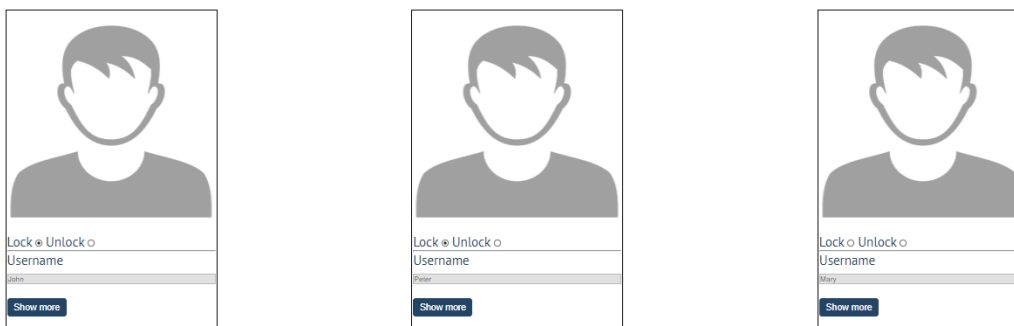 Lock Unlock
Username
John
Show more
Lock Unlock
Username
Peter
Show more
Lock Unlock
Username
Mary
Show more